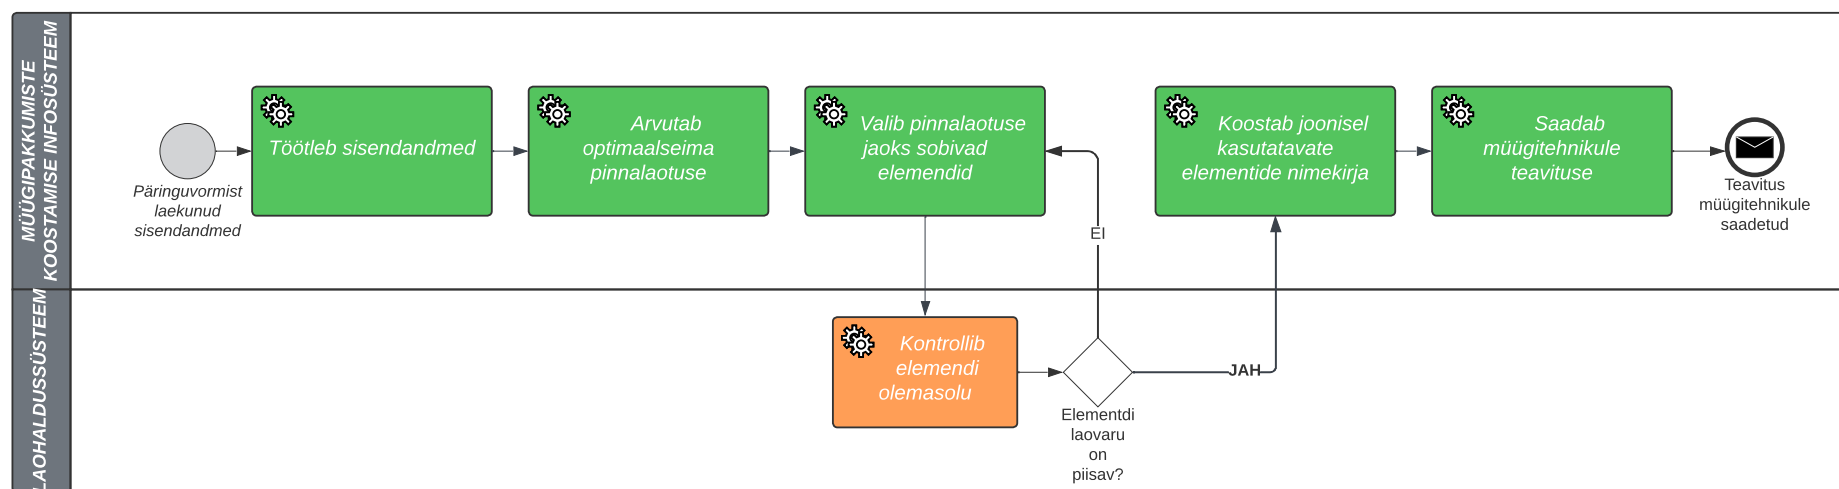 MÜÜGIPAKKUMISTE
KOOSTAMISE INFOSÜSTEEM
Päringuvormist
laekunud
sisendandmed
Töötleb sisendandmed
Arvutab
optimaalseima
pinnalaotuse
Valib pinnalaotuse
jaoks sobivad
elemendid
EI
Koostab joonisel
kasutatavate
elementide nimekirja
Saadab
müügitehnikule
teavituse
Teavitus
müügitehnikule
saadetud
LAOHALDUSSÜSTEEM
Kontrollib
elemendi
olemasolu
Elementdi
laovaru
on
piisav?
JAH